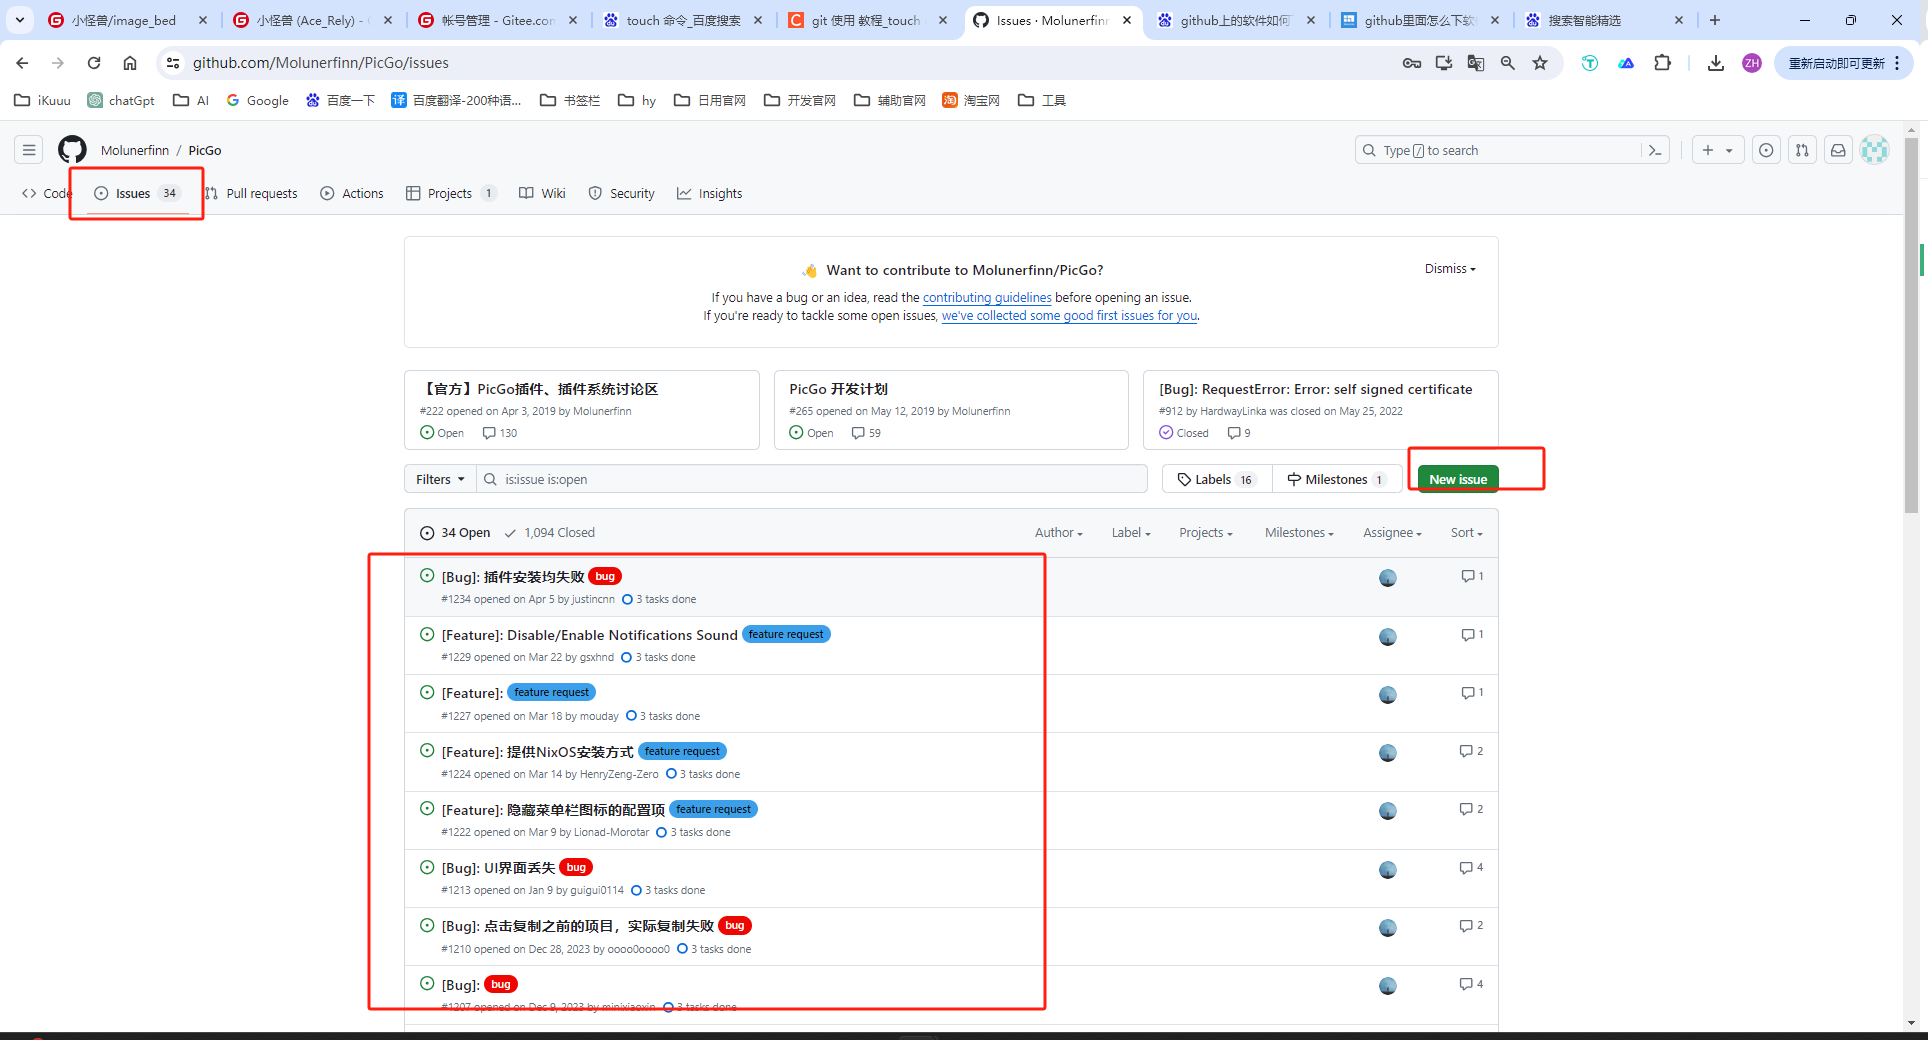 小怪兽/image_bed
小怪兽 (Ace_Rely) -
帐号管理 - Gitee.con
touch 命令_百度搜索
git 使用 教程_touch
Issues · Molunerfinn
github上的软件如何
github里面怎么下软
搜索智能精选
github.com/Molunerfinn/PicGo/issues
ZH
重新启动即可更新
iKuuu
chatGpt
AI
Google
百度一下
百度翻译-200种语...
书签栏
hy
日用官网
开发官网
辅助官网
淘宝网
工具
Molunerfinn / PicGo
Type / to search
Code
Issues 34
Pull requests
Actions
Projects 1
Wiki
Security
Insights
👋 Want to contribute to Molunerfinn/PicGo?
Dismiss
If you have a bug or an idea, read the contributing guidelines before opening an issue.
If you're ready to tackle some open issues, we've collected some good first issues for you.
【官方】PicGo插件、插件系统讨论区
#222 opened on Apr 3, 2019 by Molunerfinn
Open 130
PicGo 开发计划
#265 opened on May 12, 2019 by Molunerfinn
Open 59
[Bug]: RequestError: Error: self signed certificate
#912 by HardwayLinka was closed on May 25, 2022
Closed 9
Filters
is:issue is:open
Labels 16
Milestones 1
New issue
34 Open
1,094 Closed
Author
Label
Projects
Milestones
Assignee
Sort
[Bug]: 插件安装均失败 bug
1
#1234 opened on Apr 5 by justincnn 3 tasks done
[Feature]: Disable/Enable Notifications Sound feature request
1
#1229 opened on Mar 22 by gsxhnd 3 tasks done
[Feature]: feature request
1
#1227 opened on Mar 18 by mouday 3 tasks done
[Feature]: 提供NixOS安装方式 feature request
2
#1224 opened on Mar 14 by HenryZeng-Zero 3 tasks done
[Feature]: 隐藏菜单栏图标的配置项 feature request
2
#1222 opened on Mar 9 by Lionad-Morotar 3 tasks done
[Bug]: UI界面丢失 bug
4
#1213 opened on Jan 9 by guigui0114 3 tasks done
[Bug]: 点击复制之前的项目，实际复制失败 bug
2
#1210 opened on Dec 28, 2023 by oooo0oooo0 3 tasks done
[Bug]: bug
4
#1207 opened on Dec 9, 2023 by minixiaoxin 3 tasks done